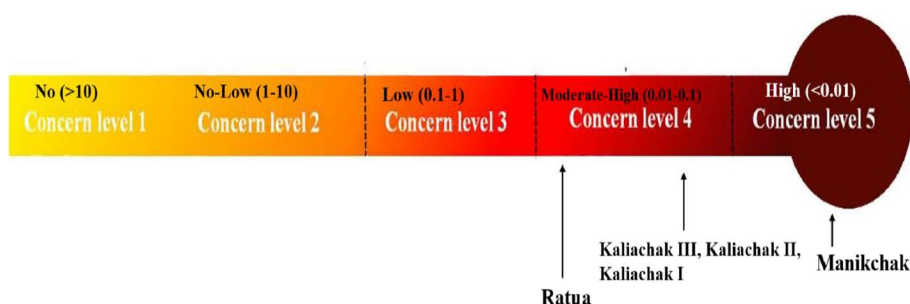 No (>10)
Concern level 1
No-Low (1-10)
Concern level 2
Low (0.1-1)
Concern level 3
Moderate-High (0.01-0.1)
Concern level 4
High (<0.01)
Concern level 5
Kaliachak III, Kaliachak II,
Kaliachak I
Manikchak
Ratua